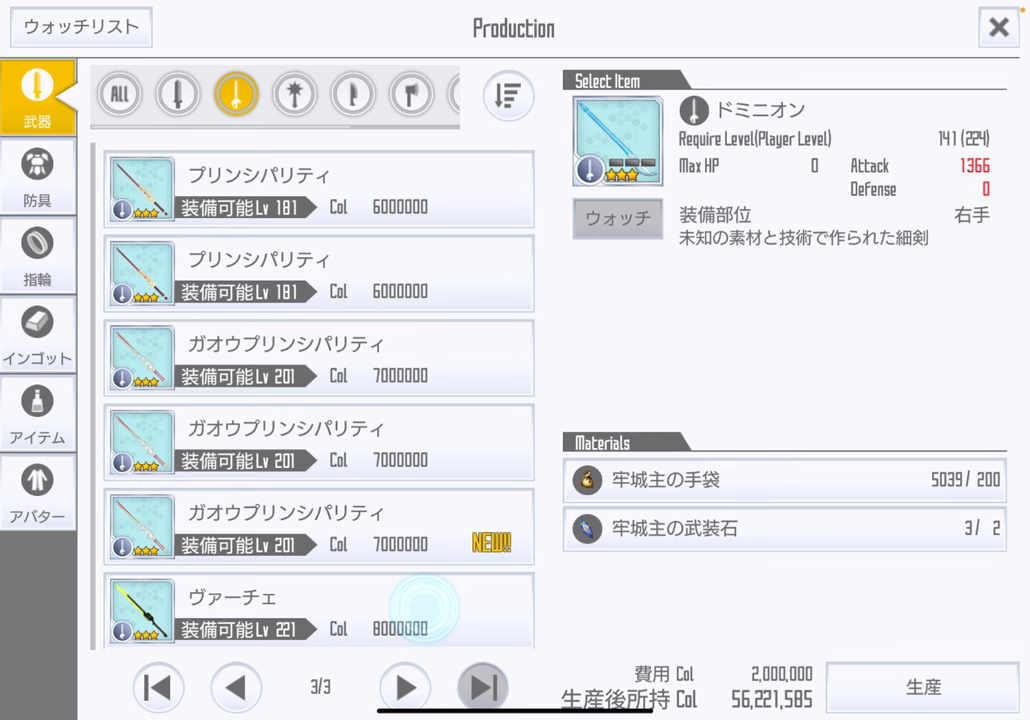 ウォッチリスト
Production
武器
防具
指輪
インゴット
アイテム
アバター
ALL
プリンシパリティ
装備可能Lv 181 Col 6000000
プリンシパリティ
装備可能Lv 181 Col 6000000
ガオウプリンシパリティ
装備可能Lv 201 Col 7000000
ガオウプリンシパリティ
装備可能Lv 201 Col 7000000
ガオウプリンシパリティ
装備可能Lv 201 Col 7000000 NEW!!
ヴァーチェ
装備可能Lv 221 Col 8000000
3/3
Select Item
ドミニオン
Require Level(Player Level) 141 (224)
Max HP 0 Attack 1366
Defense 0
ウォッチ
装備部位 右手
未知の素材と技術で作られた細剣
Materials
牢城主の手袋 5039/ 200
牢城主の武装石 3/ 2
費用 Col 2,000,000
生産後所持 Col 56,221,585
生産